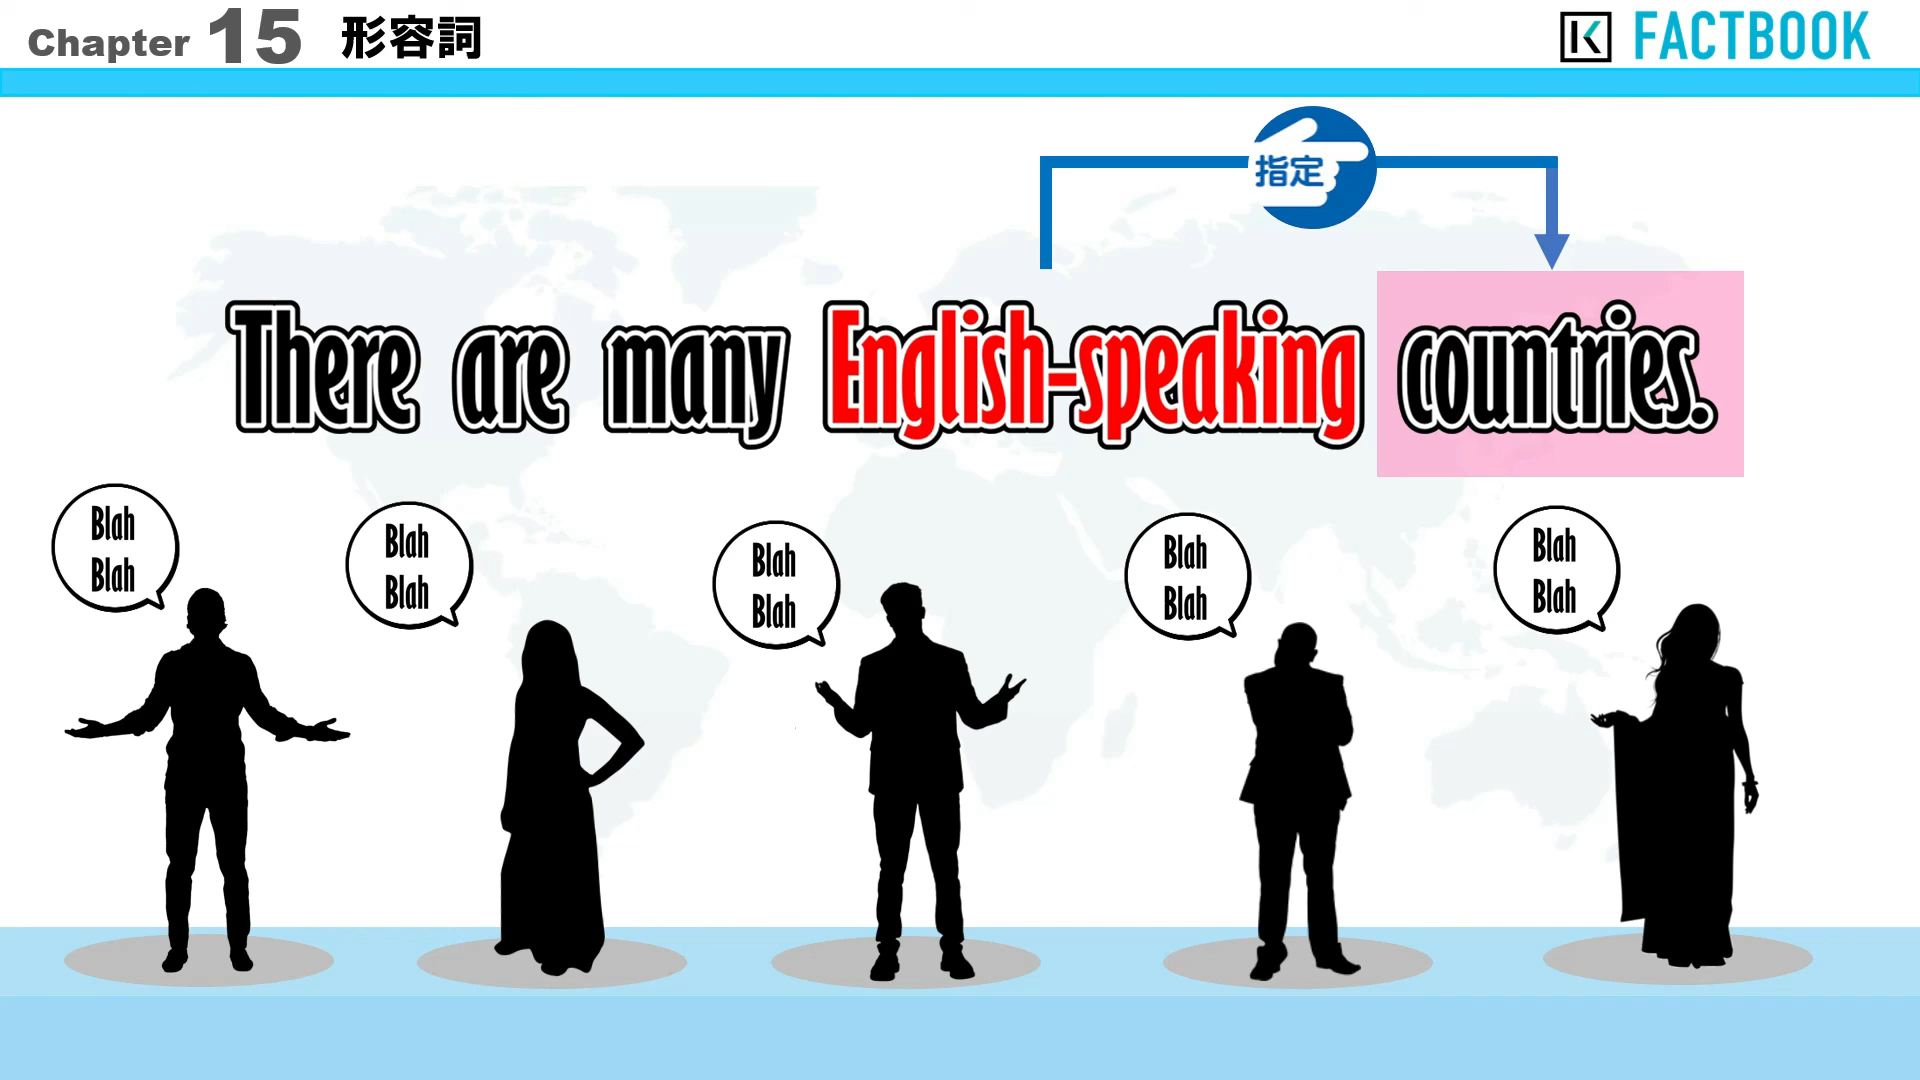 Chapter 15 形容詞
K FACTBOOK
指定
There are many English-speaking countries.
Blah
Blah
Blah
Blah
Blah
Blah
Blah
Blah
Blah
Blah